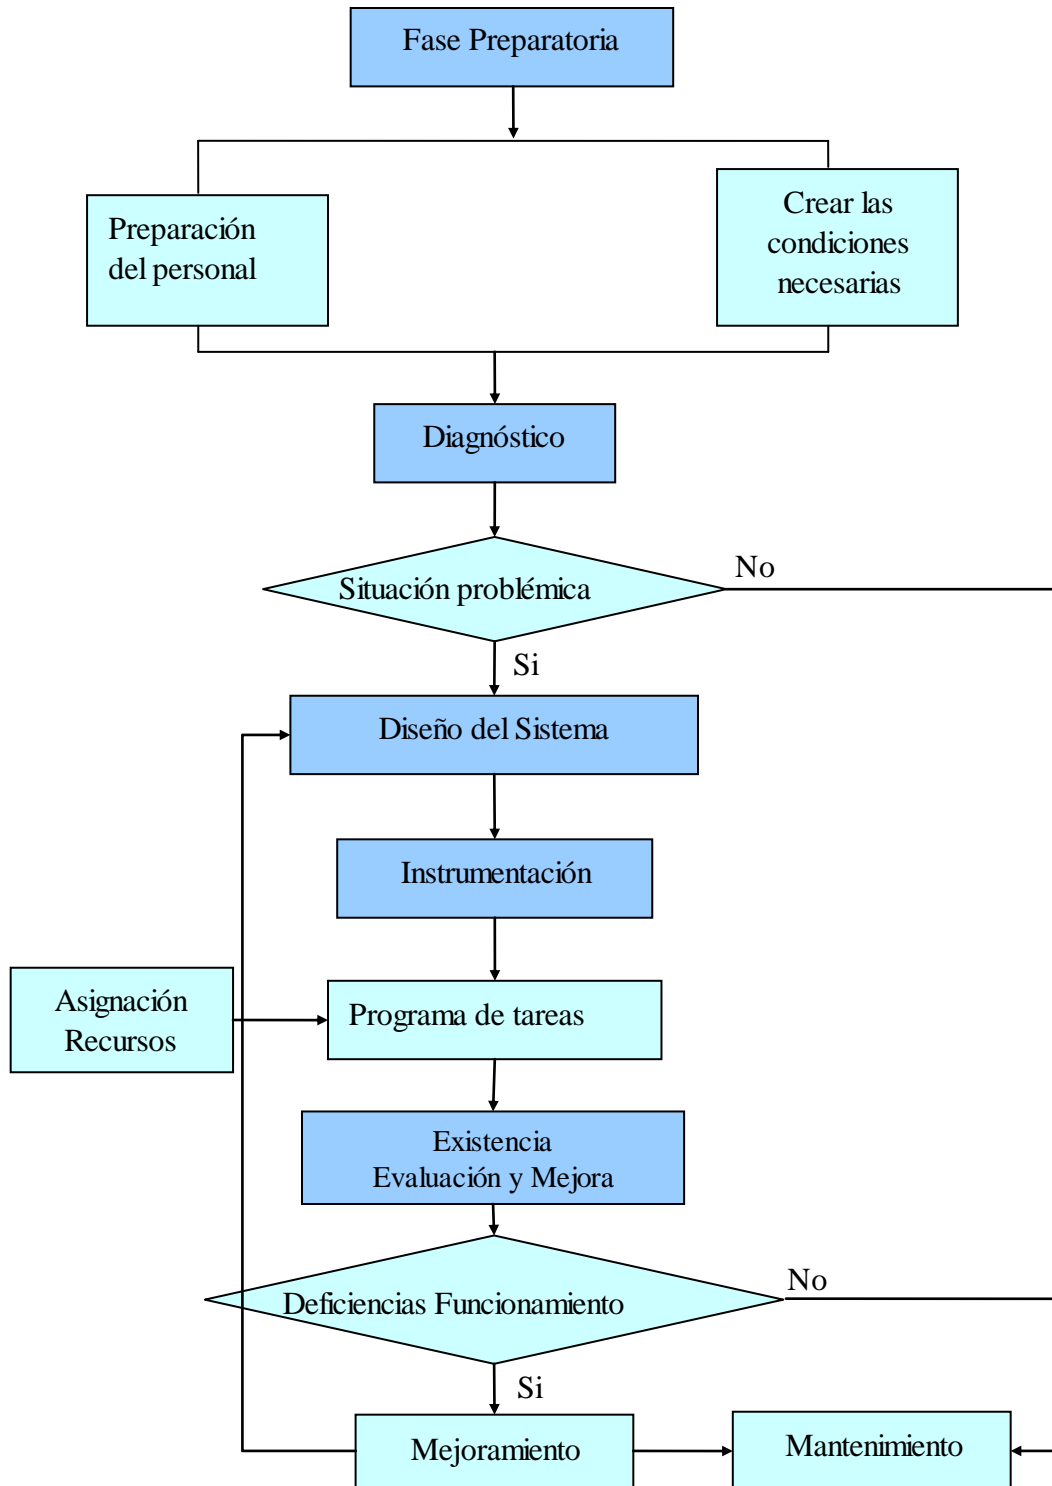 Fase Preparatoria
Preparación
del personal
Crear las
condiciones
necesarias
Diagnóstico
Situación problémica
No
Si
Diseño del Sistema
Instrumentación
Asignación
Recursos
Programa de tareas
Existencia
Evaluación y Mejora
Deficiencias Funcionamiento
No
Si
Mejoramiento
Mantenimiento